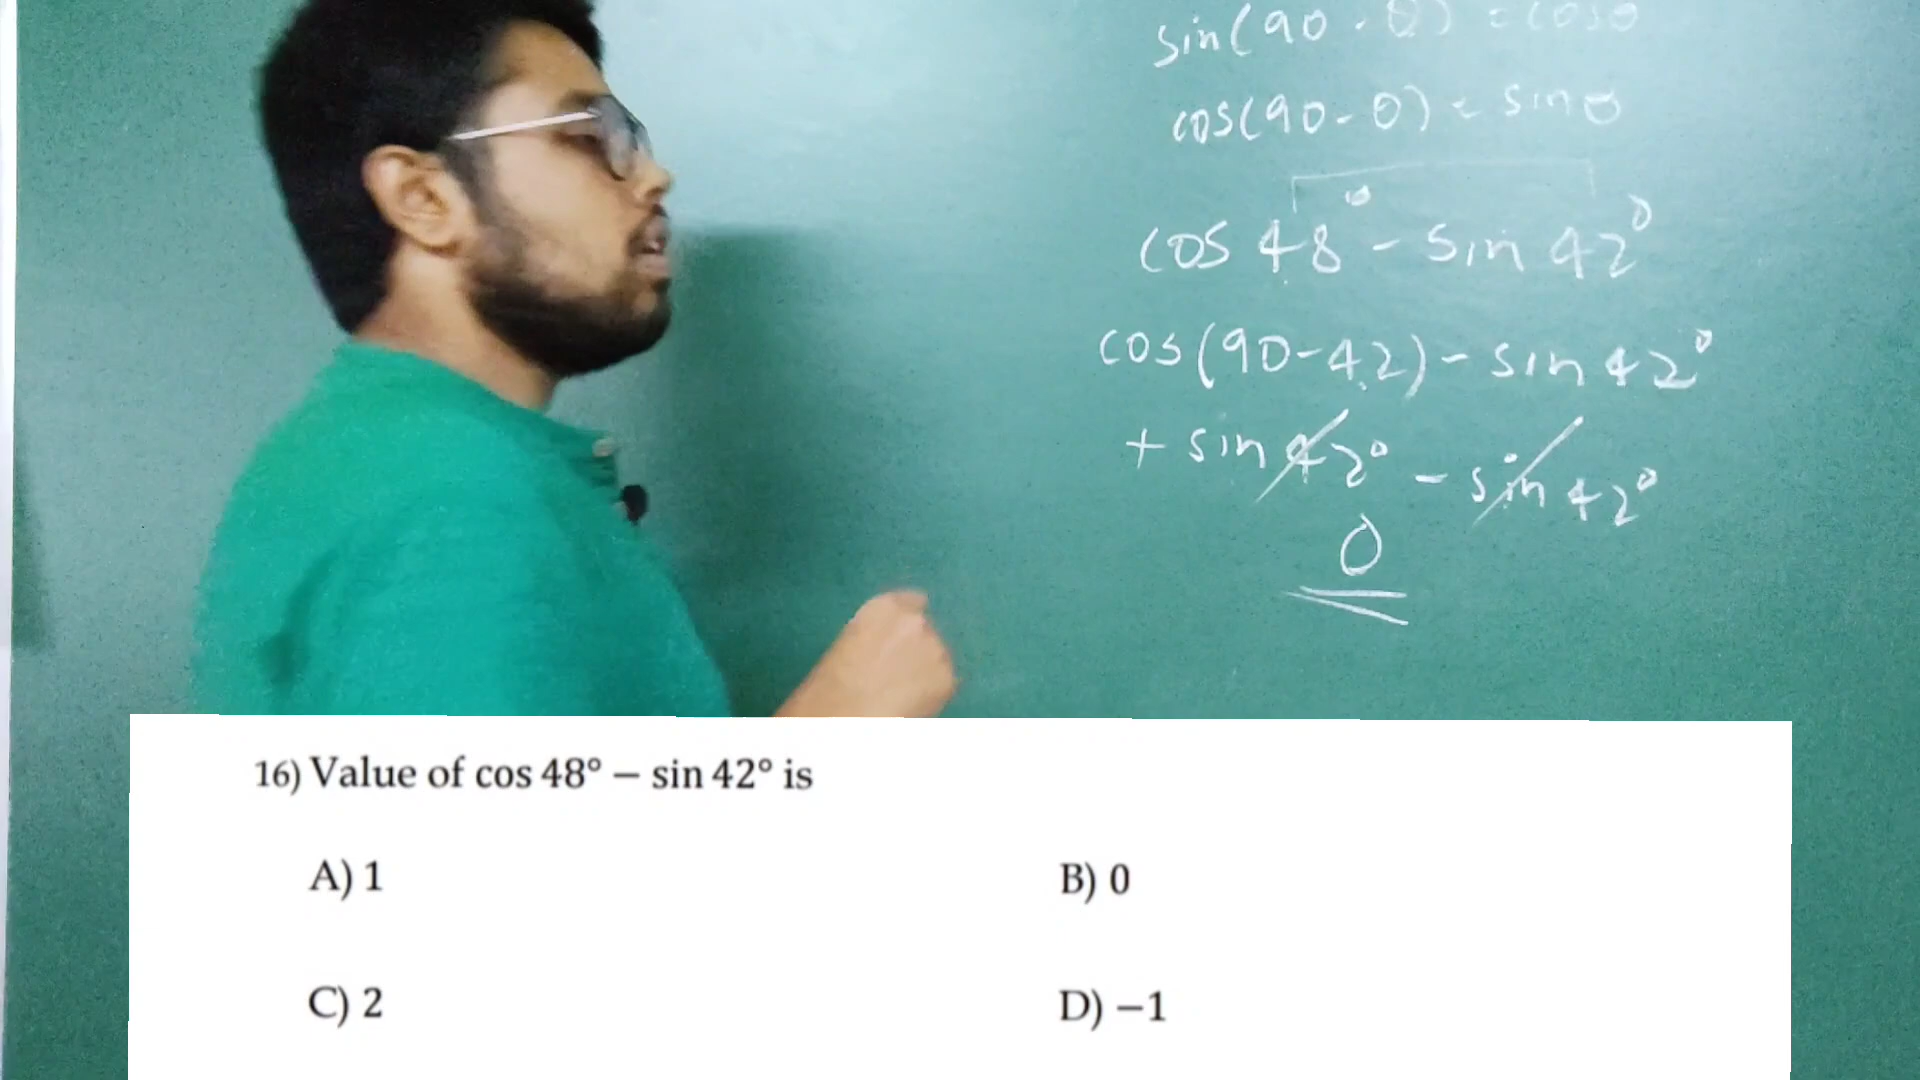 sin(90 - θ) = cosθ
cos(90-θ) = sinθ
cos 48° - sin 42°
cos(90-42) - sin 42°
+ sin 42° - sin 42°
0
16) Value of cos 48° − sin 42° is
A) 1
B) 0
C) 2
D) −1